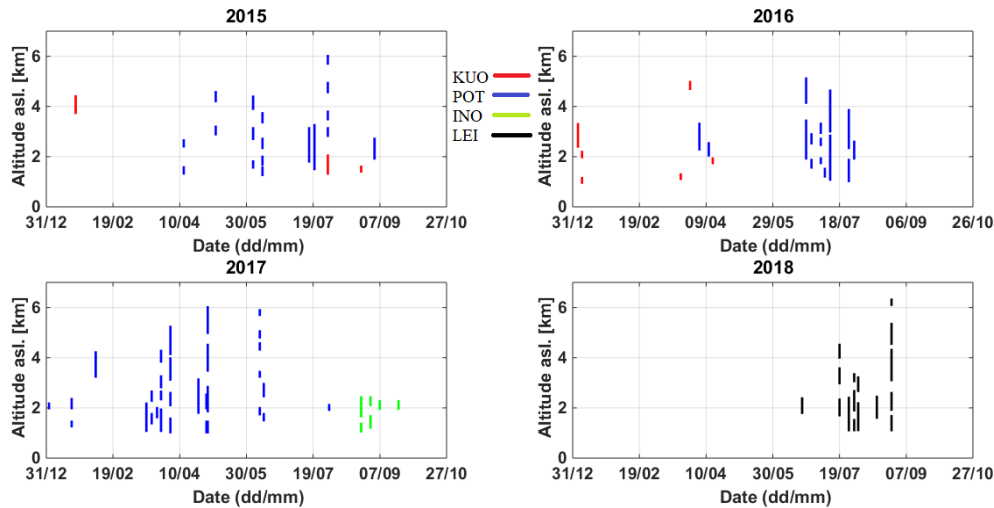 2015
2016
Altitude asl. [km]
6
4
2
0
31/12 19/02 10/04 30/05 19/07 07/09 27/10
Date (dd/mm)
KUO
POT
INO
LEI
Altitude asl. [km]
6
4
2
0
31/12 19/02 09/04 29/05 18/07 06/09 26/10
Date (dd/mm)
2017
2018
Altitude asl. [km]
6
4
2
0
31/12 19/02 10/04 30/05 19/07 07/09 27/10
Date (dd/mm)
Altitude asl. [km]
6
4
2
0
31/12 19/02 10/04 30/05 19/07 07/09 27/10
Date (dd/mm)